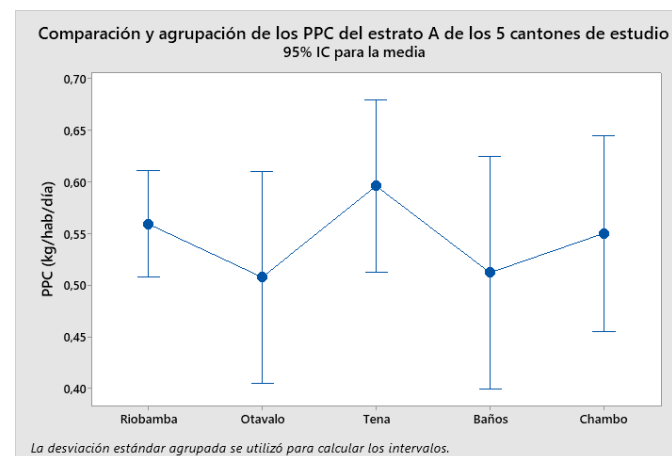 Comparación y agrupación de los PPC del estrato A de los 5 cantones de estudio
95% IC para la media
0,70
0,65
0,60
0,55
0,50
0,45
0,40
PPC (kg/hab/día)
Riobamba Otavalo Tena Baños Chambo
La desviación estándar agrupada se utilizó para calcular los intervalos.